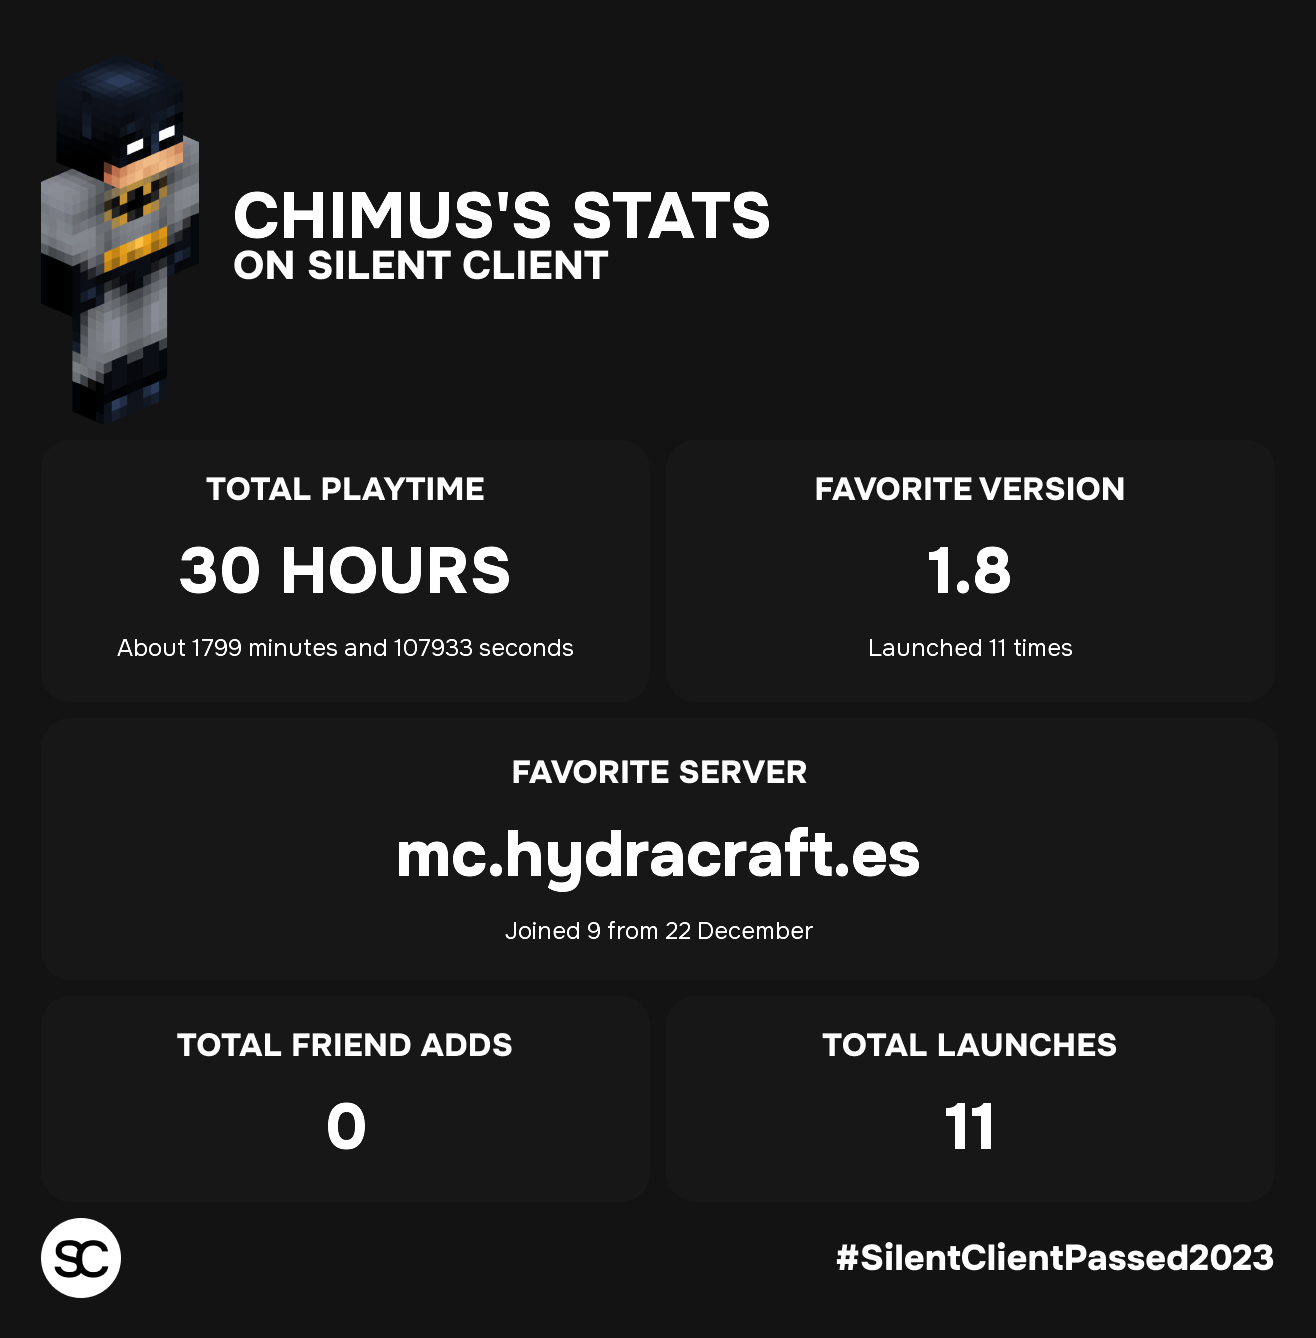 CHIMUS'S STATS
ON SILENT CLIENT
TOTAL PLAYTIME
30 HOURS
About 1799 minutes and 107933 seconds
FAVORITE VERSION
1.8
Launched 11 times
FAVORITE SERVER
mc.hydracraft.es
Joined 9 from 22 December
TOTAL FRIEND ADDS
0
TOTAL LAUNCHES
11
SC
#SilentClientPassed2023